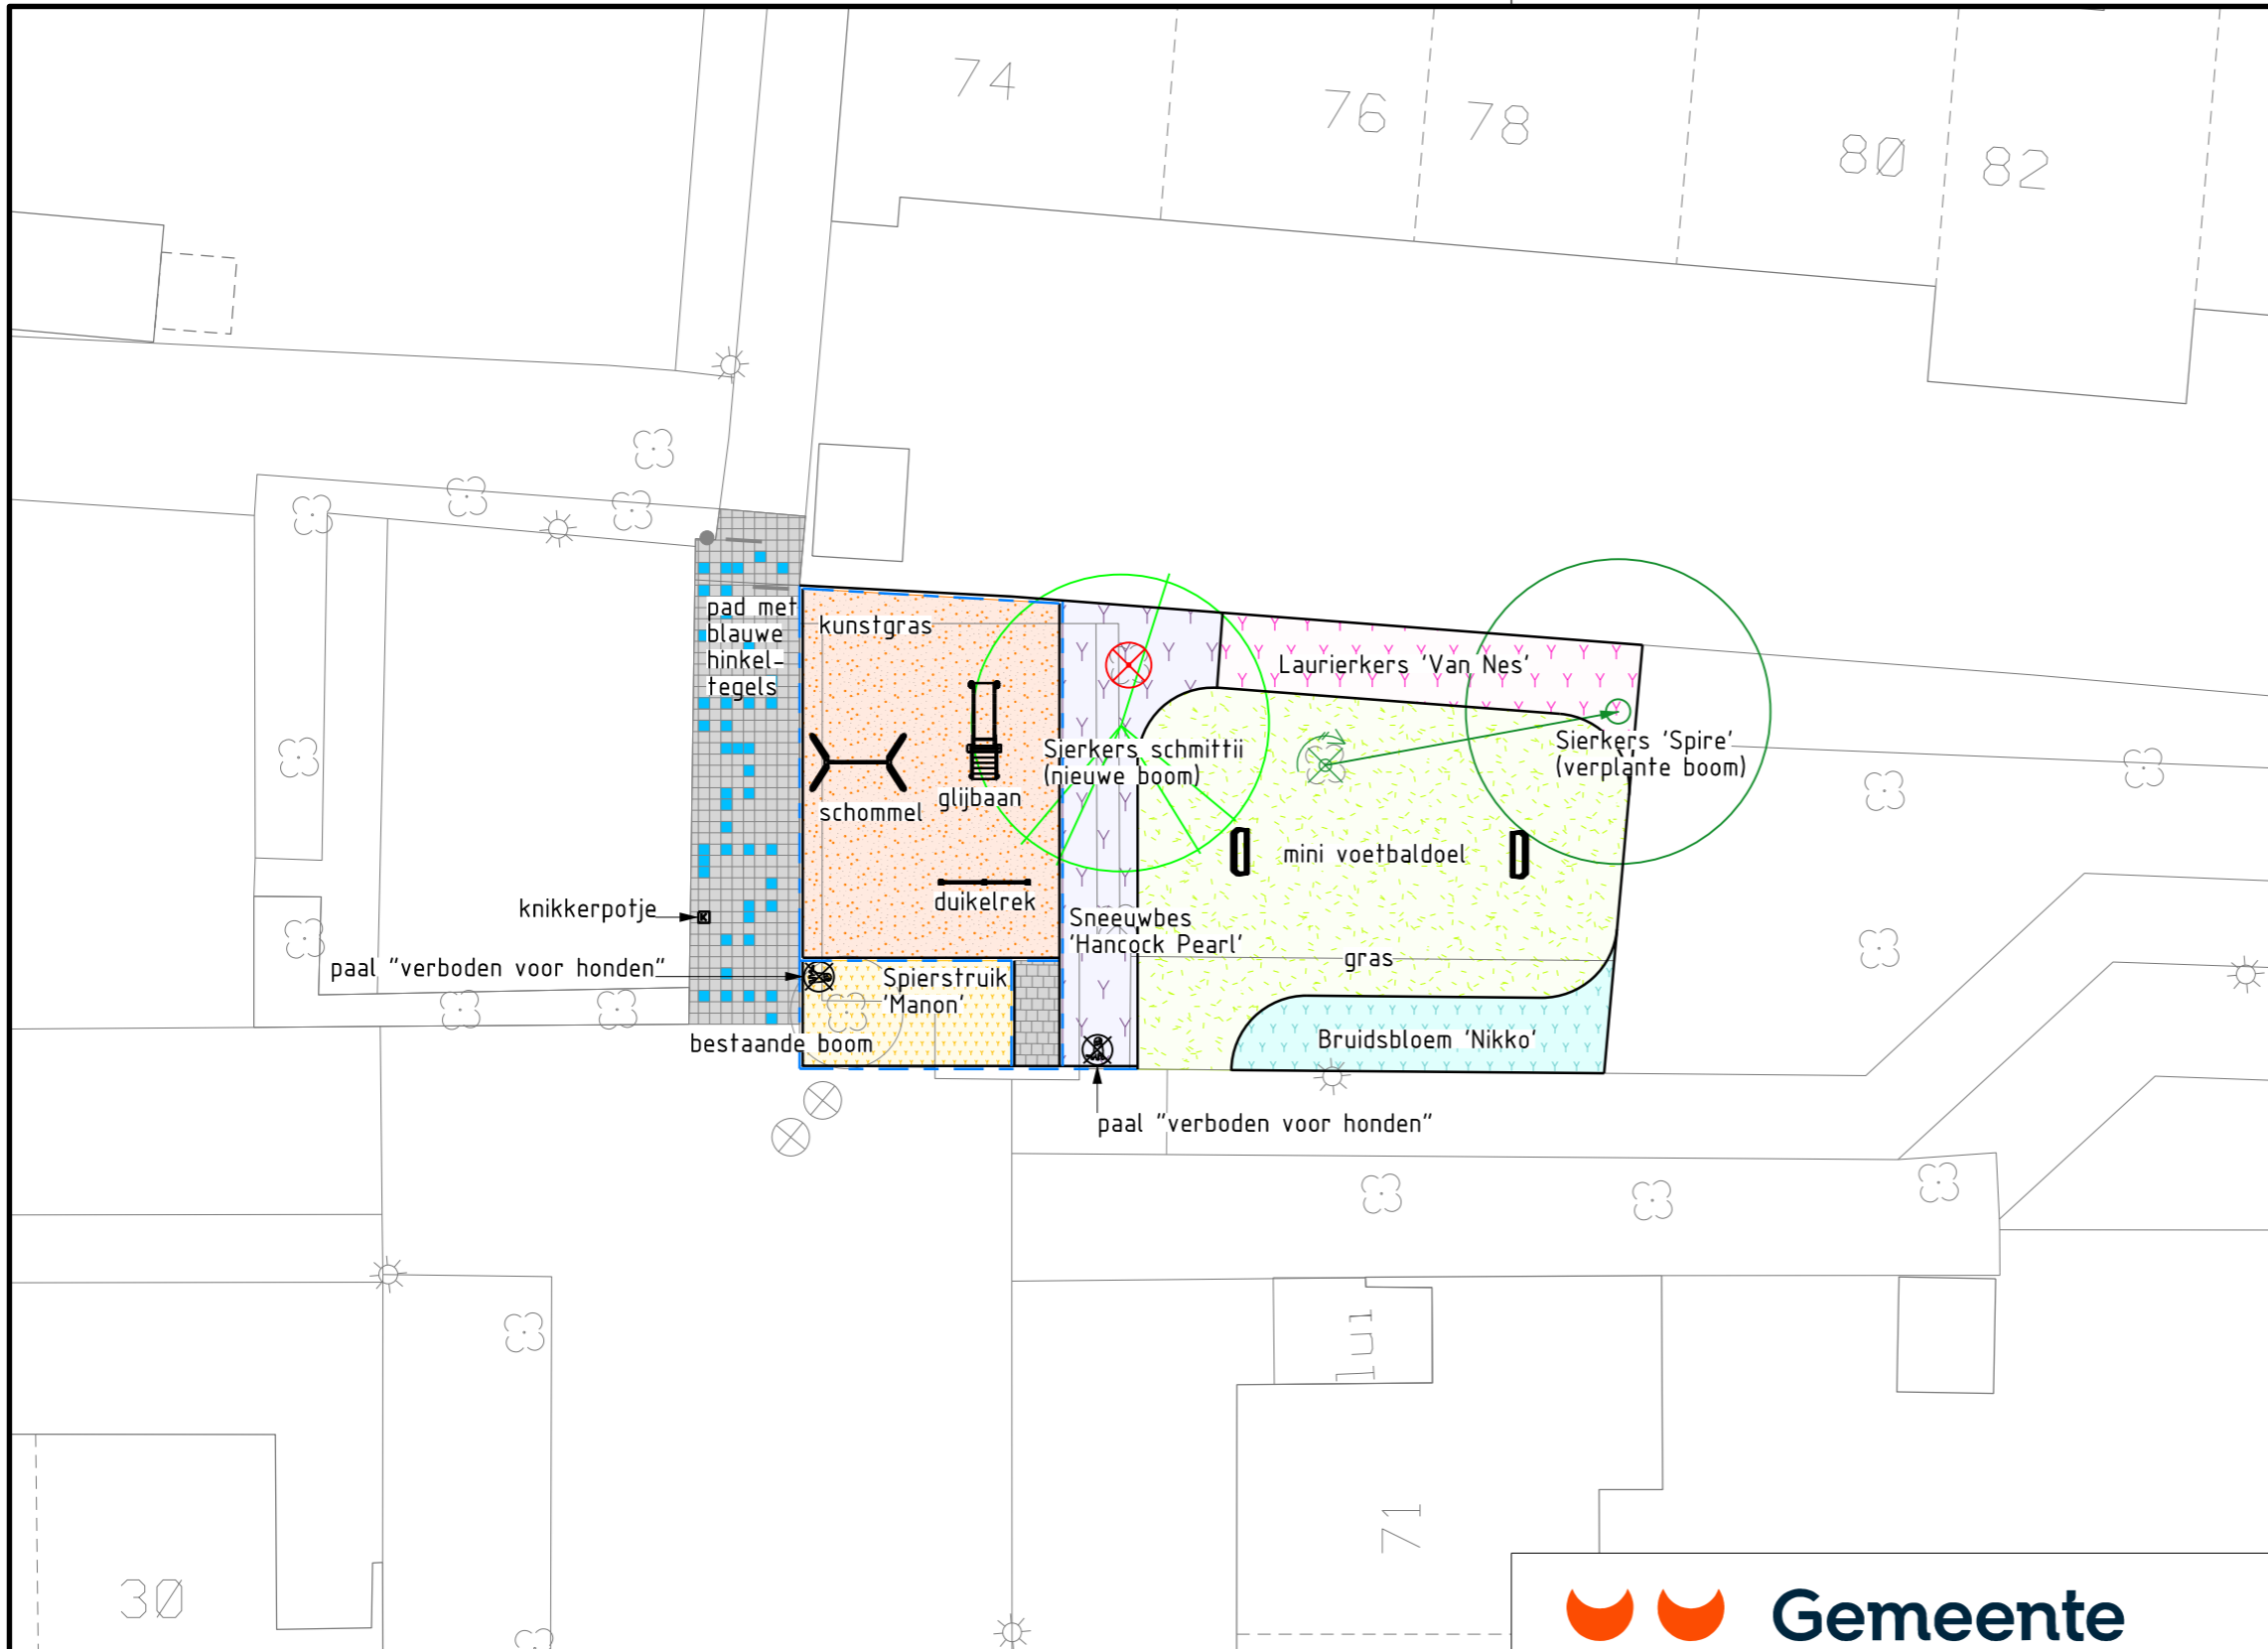 74
76
78
80
82
pad met
blauwe
hinkel-
tegels
kunstgras
Laurierkers 'Van Nes'
Sierkers schmittii
(nieuwe boom)
Sierkers 'Spire'
(verplante boom)
schommel
glijbaan
mini voetbaldoel
duikelrek
knikkerpotje
K
Sneeuwbes
'Hancock Pearl'
paal "verboden voor honden"
Spierstruik
'Manon'
gras
bestaande boom
Bruidsbloem 'Nikko'
paal "verboden voor honden"
71
30
Gemeente